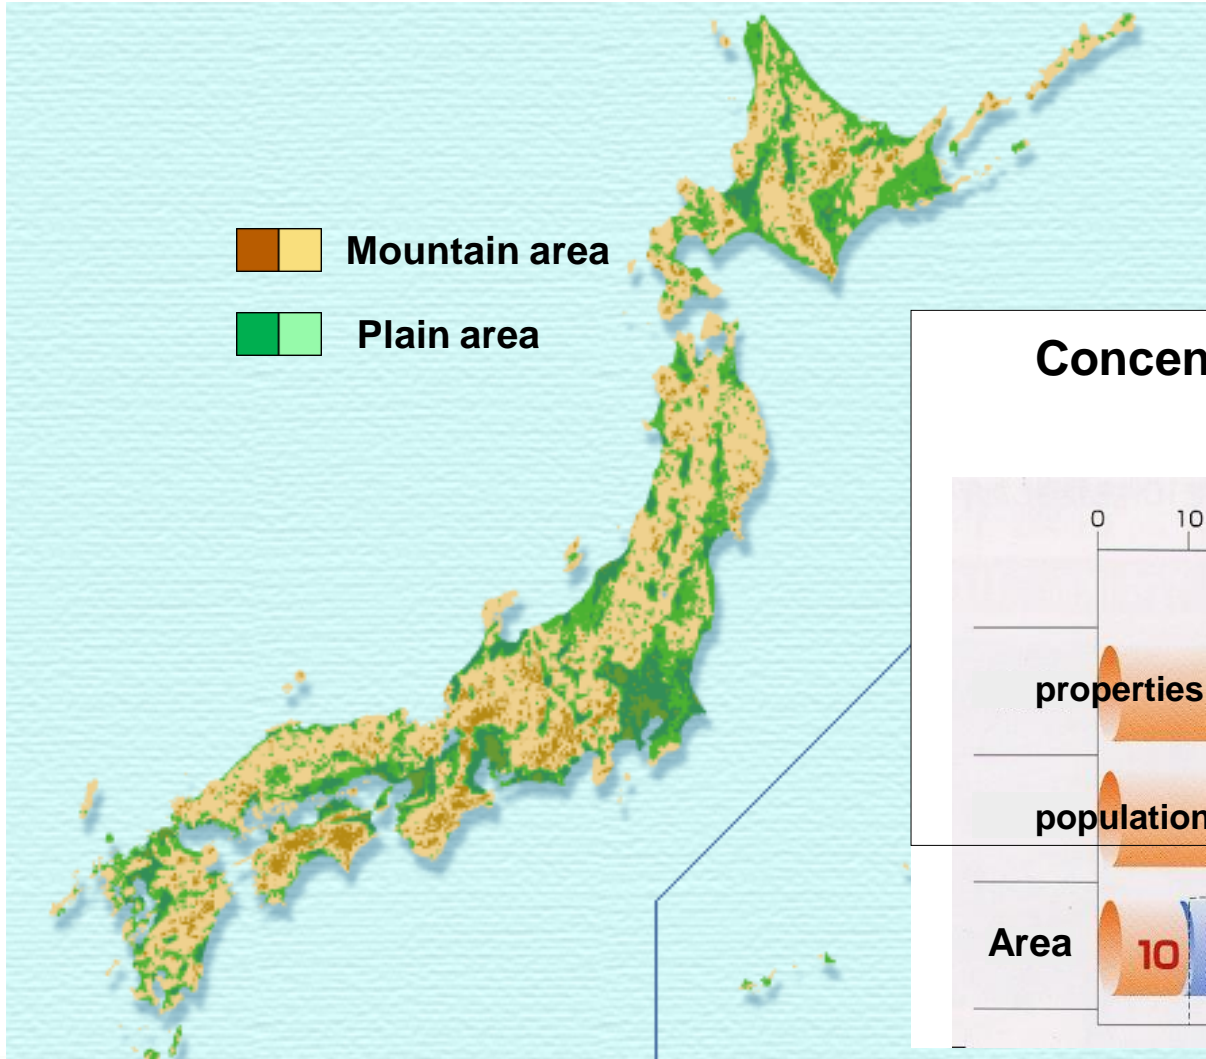 Mountain area
Plain area
Concen
0 10
properties
population
Area
10